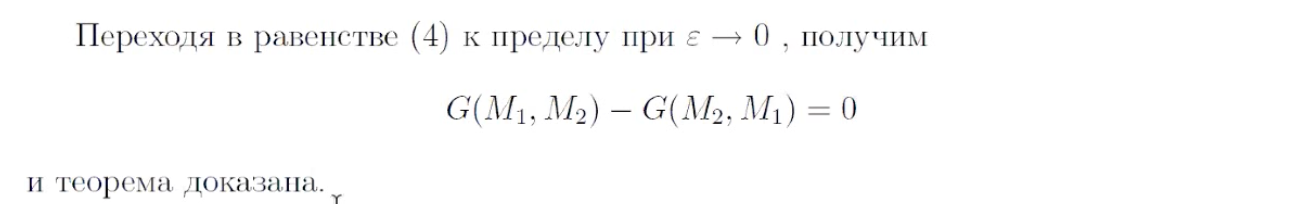 Переходя в равенстве (4) к пределу при ε → 0 , получим
G(M₁, M₂) − G(M₂, M₁) = 0
и теорема доказана.